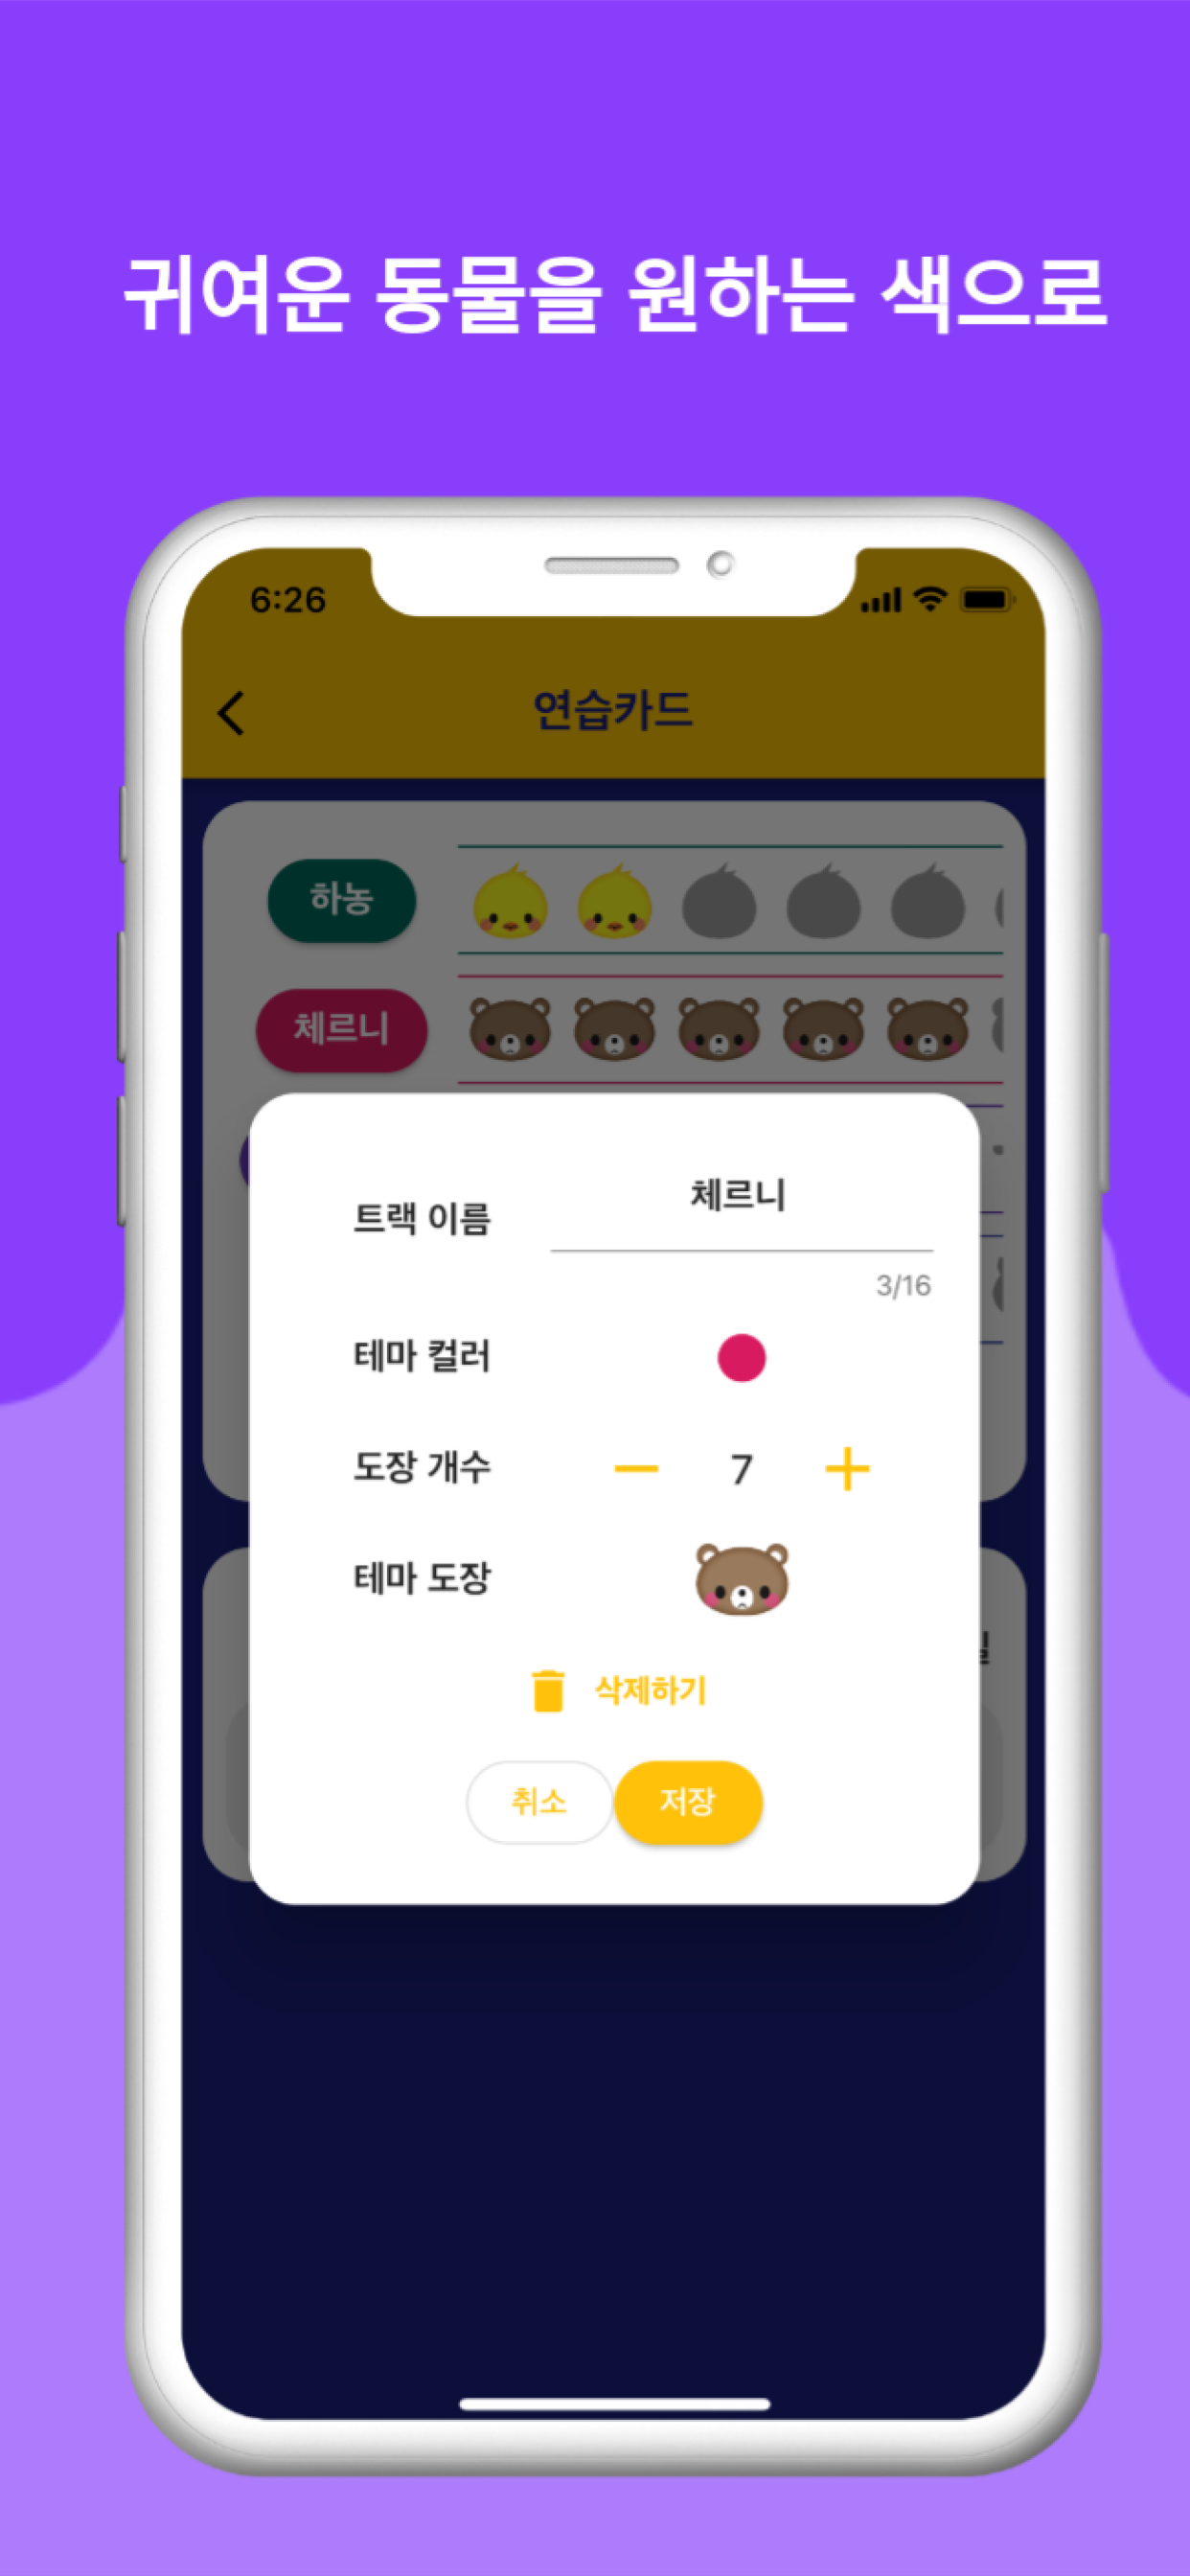 귀여운 동물을 원하는 색으로
6:26
연습카드
하농
체르니
트랙 이름
체르니
3/16
테마 컬러
도장 개수
7
테마 도장
삭제하기
취소
저장